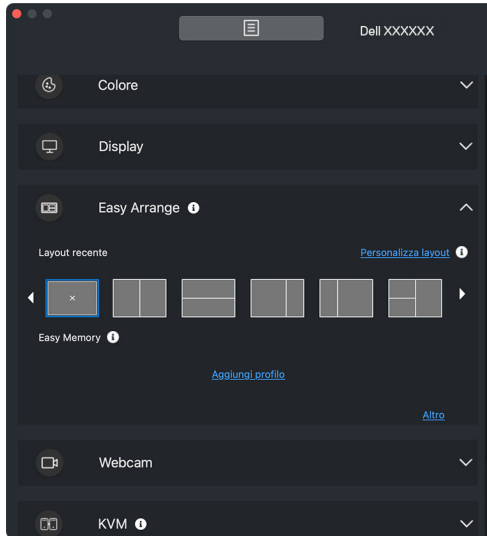 Dell XXXXXX
Colore
Display
Easy Arrange
Layout recente
Personalizza layout
Easy Memory
Aggiungi profilo
Altro
Webcam
KVM